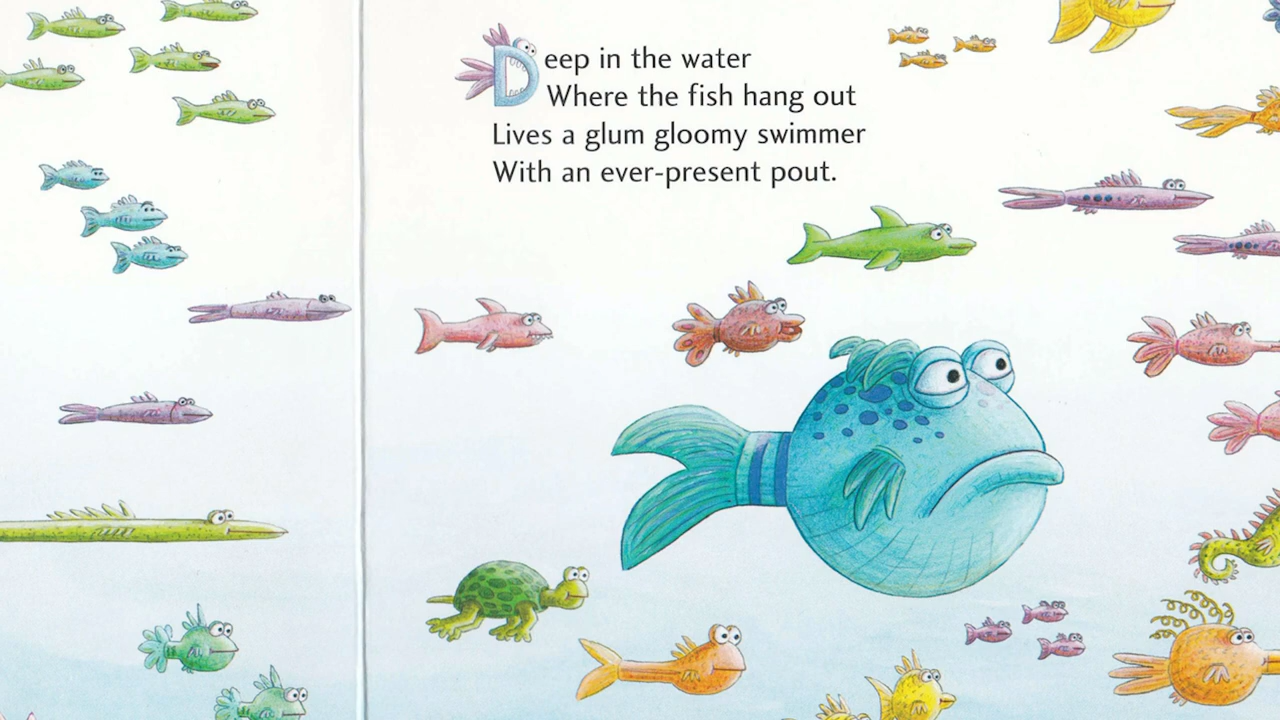 Deep in the water
Where the fish hang out
Lives a glum gloomy swimmer
With an ever-present pout.